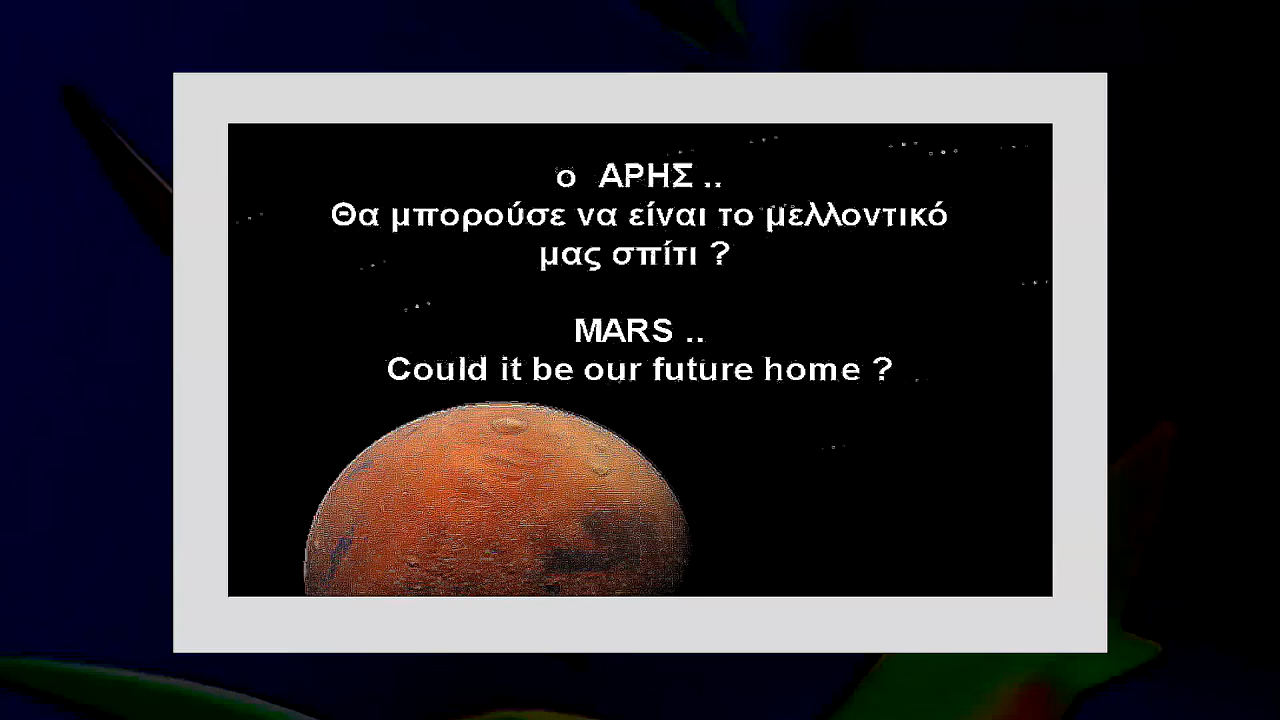 ο ΑΡΗΣ ..
Θα μπορούσε να είναι το μελλοντικό
μας σπίτι ?
MARS ..
Could it be our future home ?